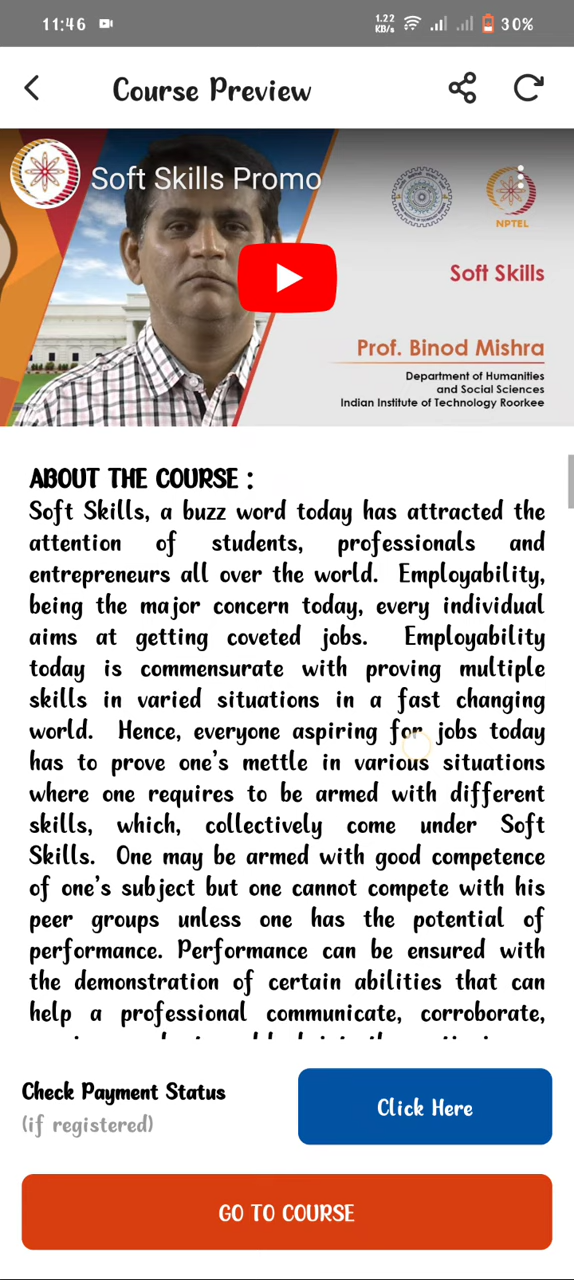 11:46 1.22 KB/s 30%
Course Preview
Soft Skills Promo
NPTEL
Soft Skills
Prof. Binod Mishra
Department of Humanities
and Social Sciences
Indian Institute of Technology Roorkee
ABOUT THE COURSE :
Soft Skills, a buzz word today has attracted the
attention of students, professionals and
entrepreneurs all over the world. Employability,
being the major concern today, every individual
aims at getting coveted jobs. Employability
today is commensurate with proving multiple
skills in varied situations in a fast changing
world. Hence, everyone aspiring for jobs today
has to prove one's mettle in various situations
where one requires to be armed with different
skills, which, collectively come under Soft
Skills. One may be armed with good competence
of one's subject but one cannot compete with his
peer groups unless one has the potential of
performance. Performance can be ensured with
the demonstration of certain abilities that can
help a professional communicate, corroborate,
Check Payment Status
(if registered)
Click Here
GO TO COURSE